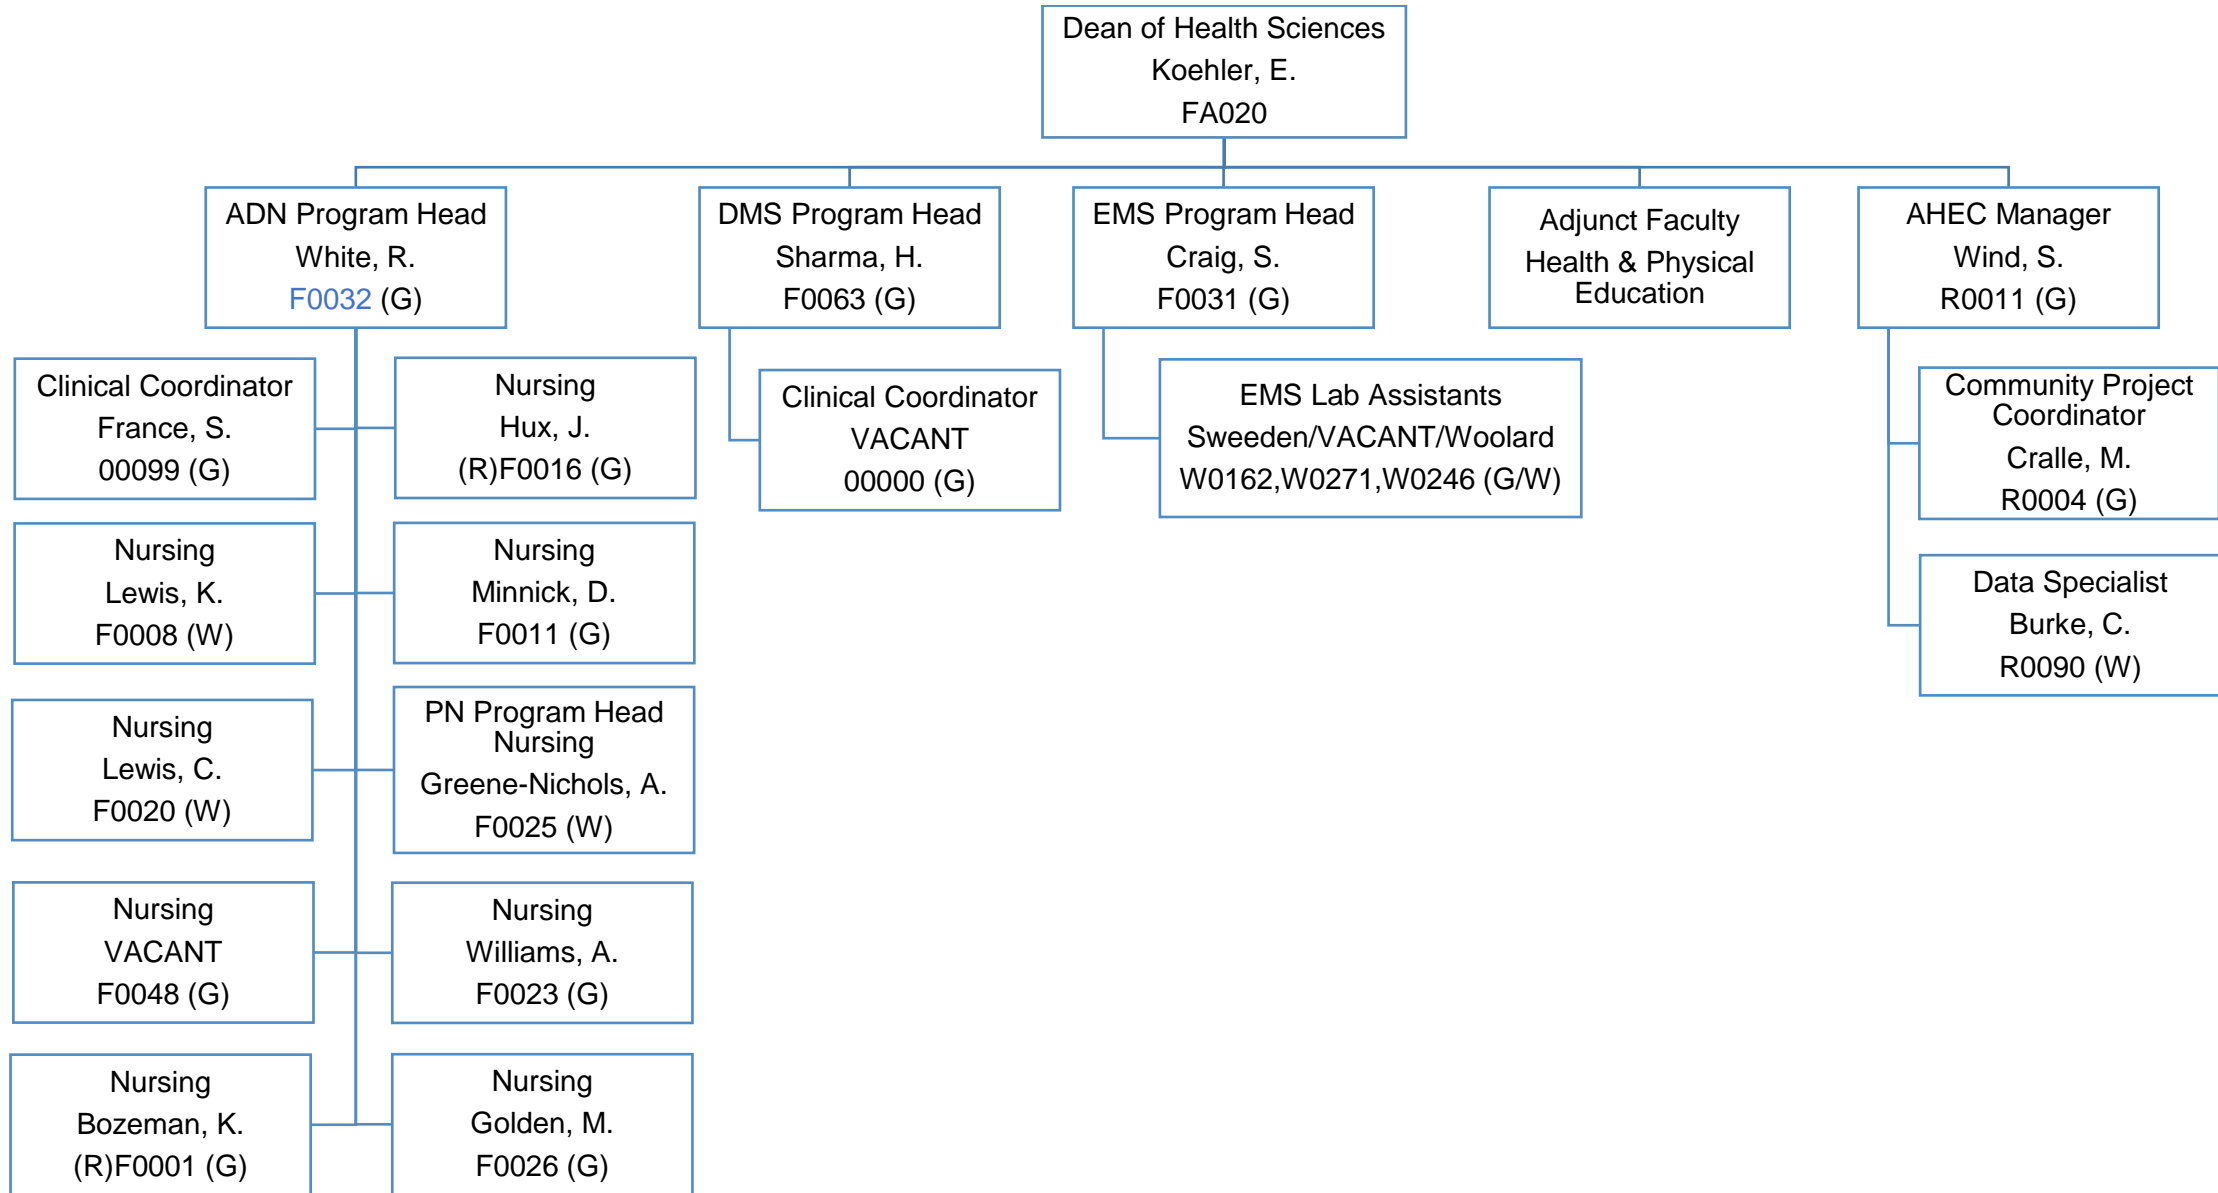 Dean of Health Sciences
Koehler, E.
FA020
ADN Program Head
White, R.
F0032 (G)
DMS Program Head
Sharma, H.
F0063 (G)
EMS Program Head
Craig, S.
F0031 (G)
Adjunct Faculty
Health & Physical
Education
AHEC Manager
Wind, S.
R0011 (G)
Clinical Coordinator
France, S.
00099 (G)
Nursing
Hux, J.
(R)F0016 (G)
Clinical Coordinator
VACANT
00000 (G)
EMS Lab Assistants
Sweeden/VACANT/Woolard
W0162,W0271,W0246 (G/W)
Community Project
Coordinator
Cralle, M.
R0004 (G)
Nursing
Lewis, K.
F0008 (W)
Nursing
Minnick, D.
F0011 (G)
Data Specialist
Burke, C.
R0090 (W)
Nursing
Lewis, C.
F0020 (W)
PN Program Head
Nursing
Greene-Nichols, A.
F0025 (W)
Nursing
VACANT
F0048 (G)
Nursing
Williams, A.
F0023 (G)
Nursing
Bozeman, K.
(R)F0001 (G)
Nursing
Golden, M.
F0026 (G)